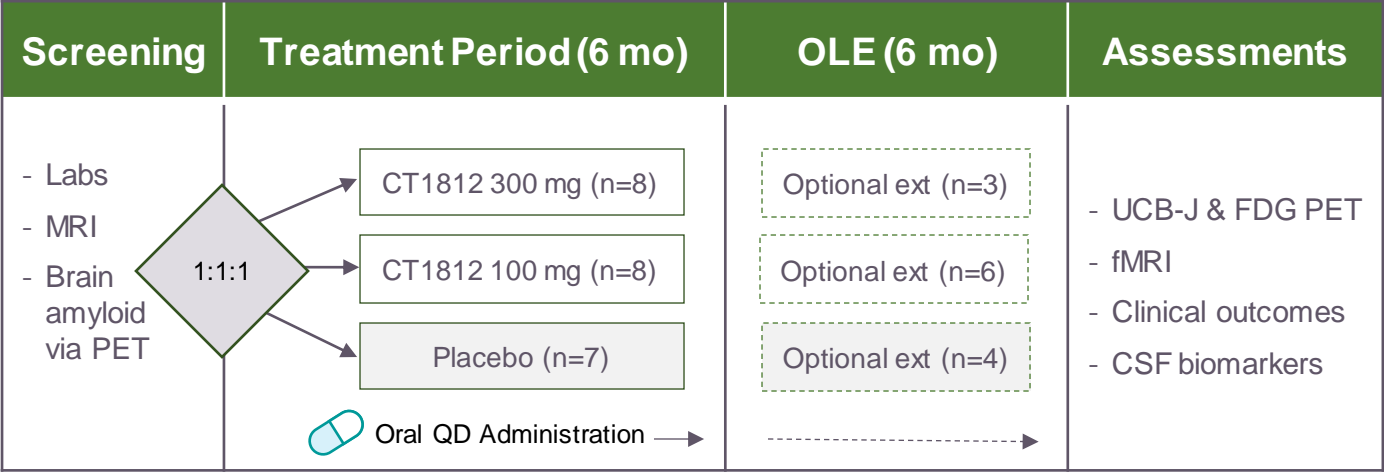 Screening
Treatment Period (6 mo)
OLE (6 mo)
Assessments
- Labs
- MRI
- Brain
amyloid
via PET
1:1:1
CT1812 300 mg (n=8)
CT1812 100 mg (n=8)
Placebo (n=7)
Oral QD Administration
Optional ext (n=3)
Optional ext (n=6)
Optional ext (n=4)
- UCB-J & FDG PET
- fMRI
- Clinical outcomes
- CSF biomarkers